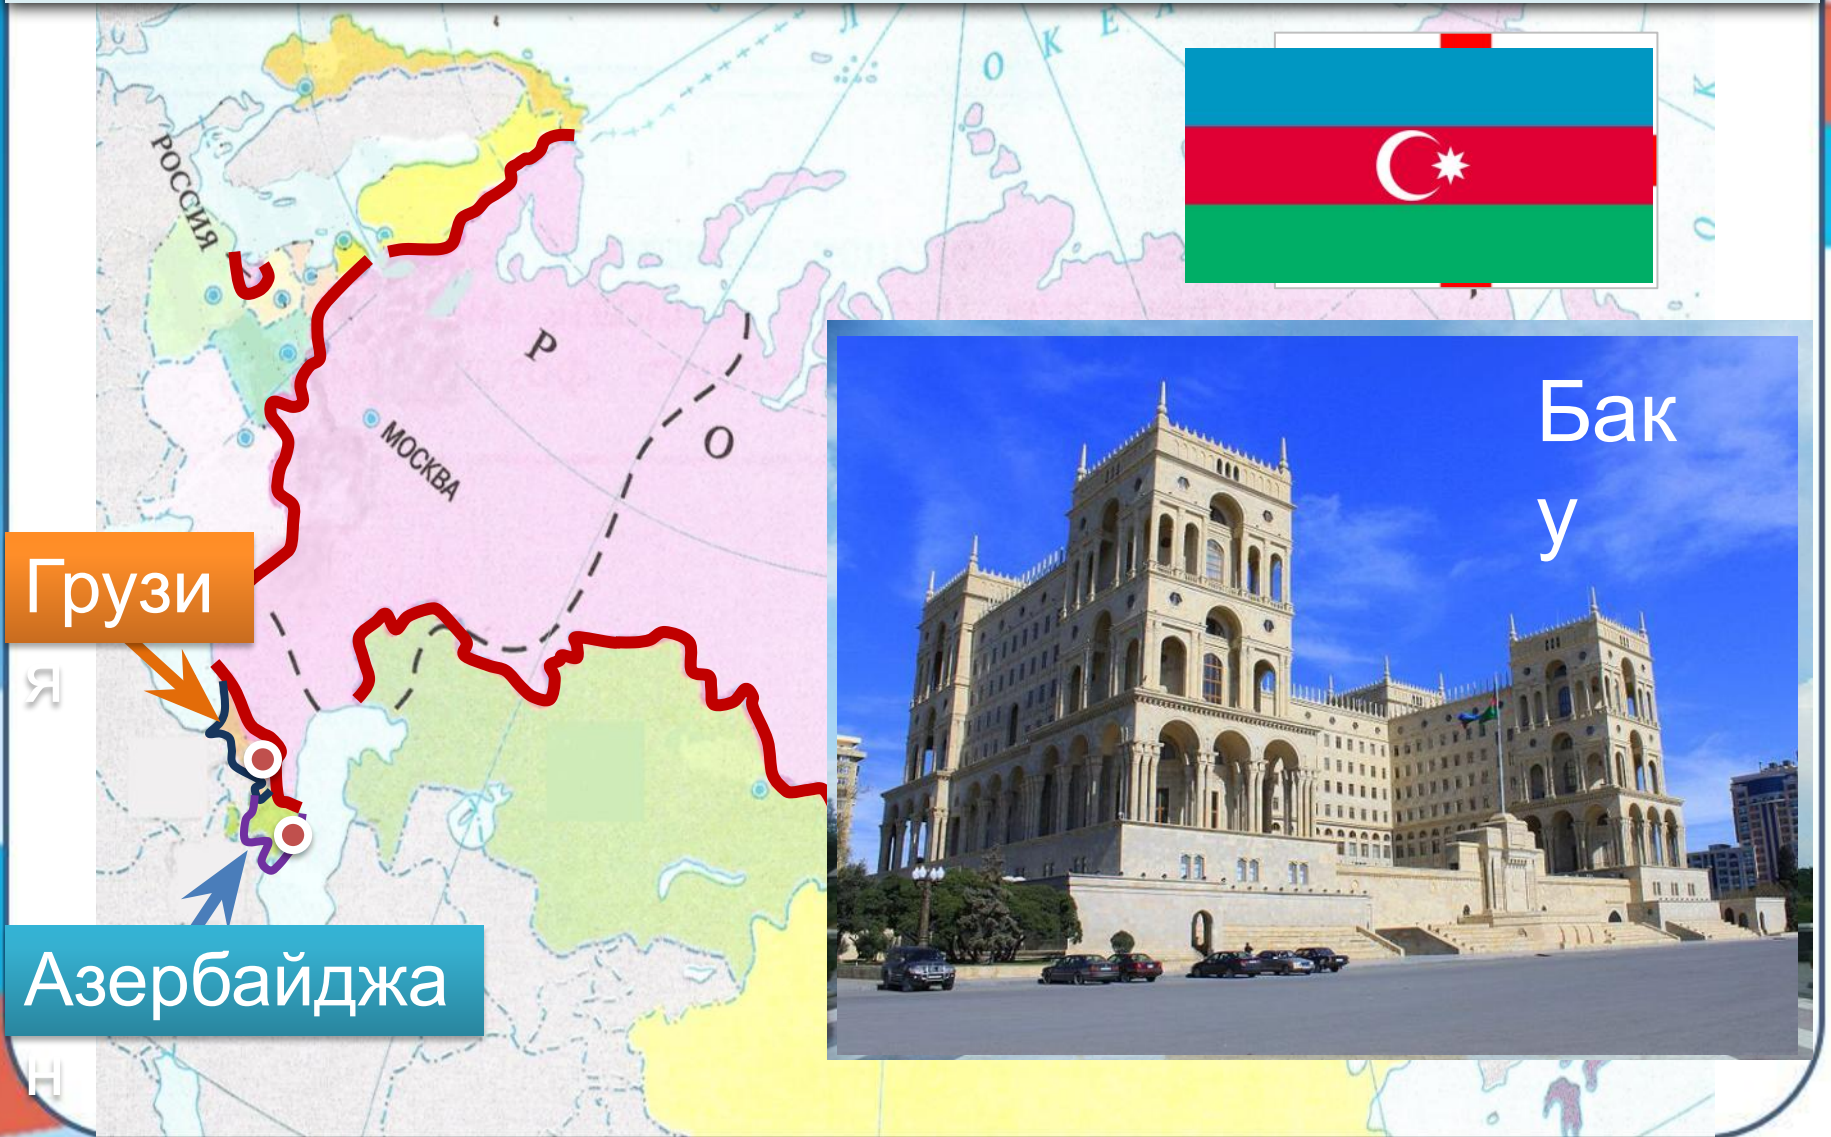 Л
О К Е А
К
О
РОССИЯ
Р
О
МОСКВА
Бак
у
Грузи
я
Азербайджа
н